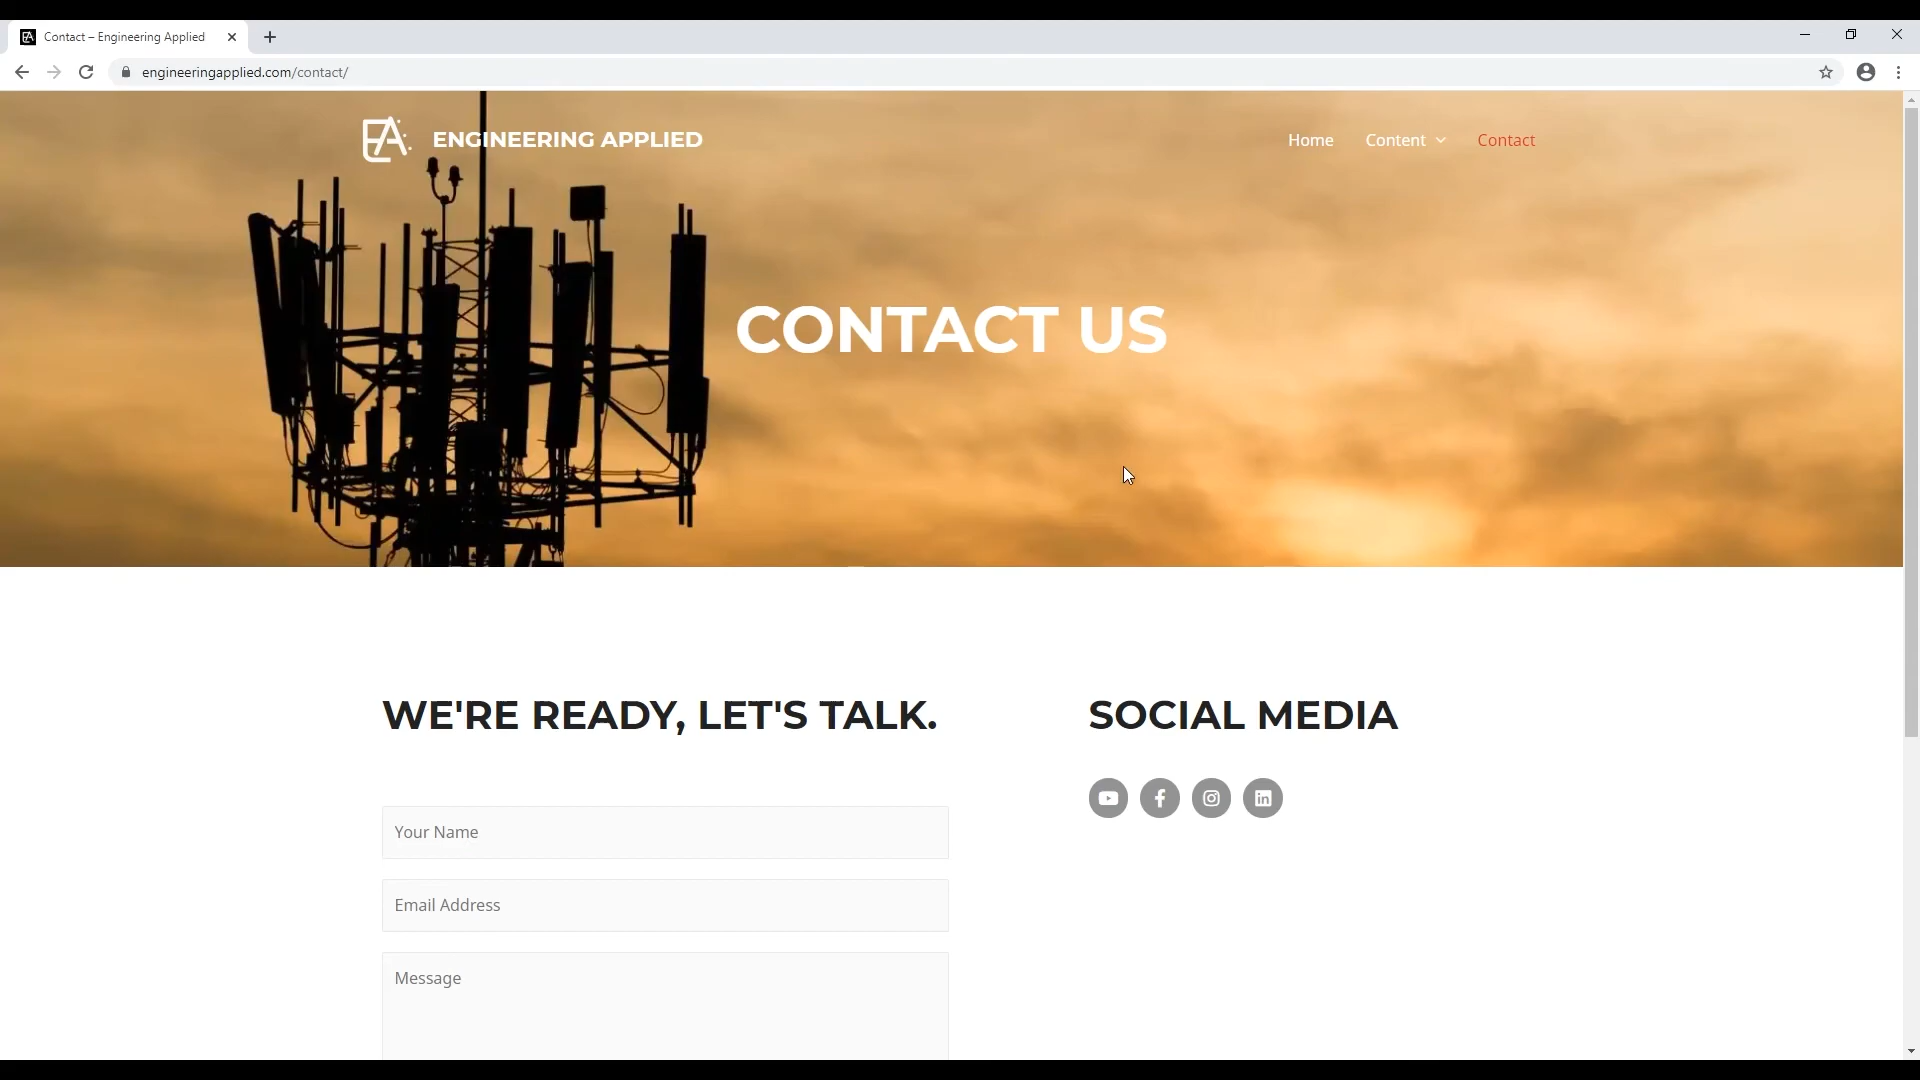 Contact – Engineering Applied
engineeringapplied.com/contact/
EA ENGINEERING APPLIED
Home Content Contact
CONTACT US
WE'RE READY, LET'S TALK.
SOCIAL MEDIA
Your Name
Email Address
Message